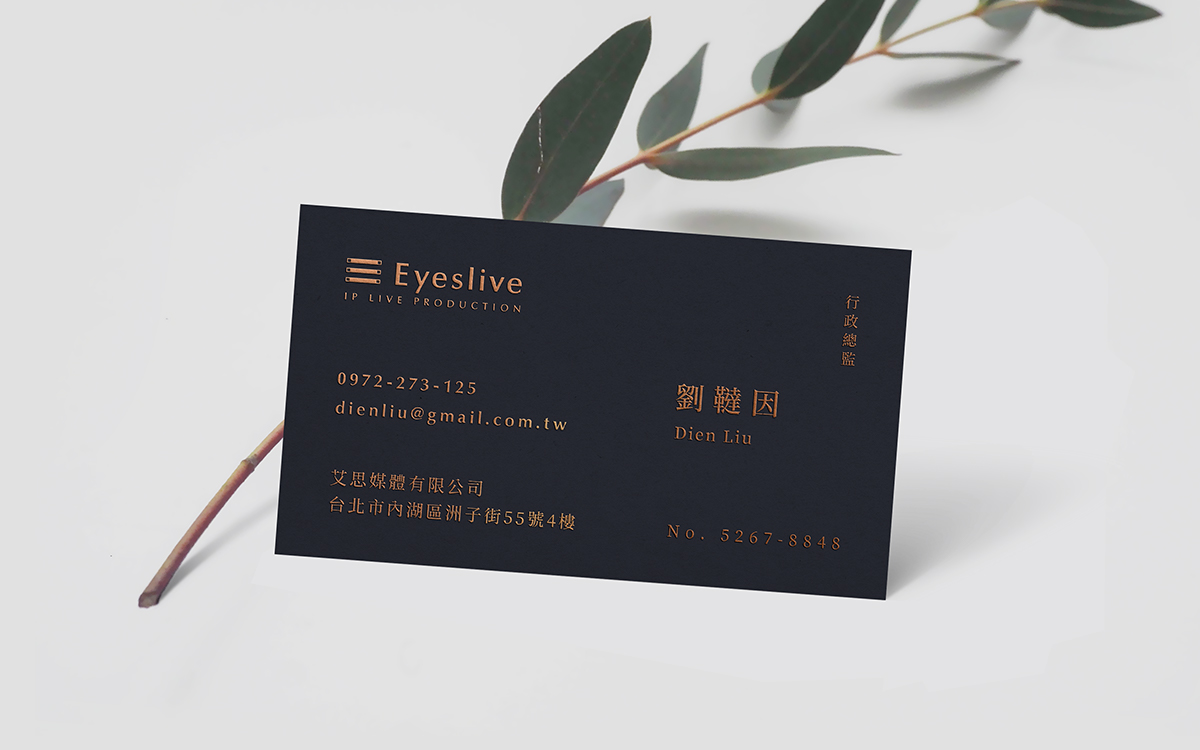 Eyeslive
IP LIVE PRODUCTION
行政總監
0972-273-125
dienliu@gmail.com.tw
劉韃因
Dien Liu
艾思媒體有限公司
台北市內湖區洲子街55號4樓
No. 5267-8848